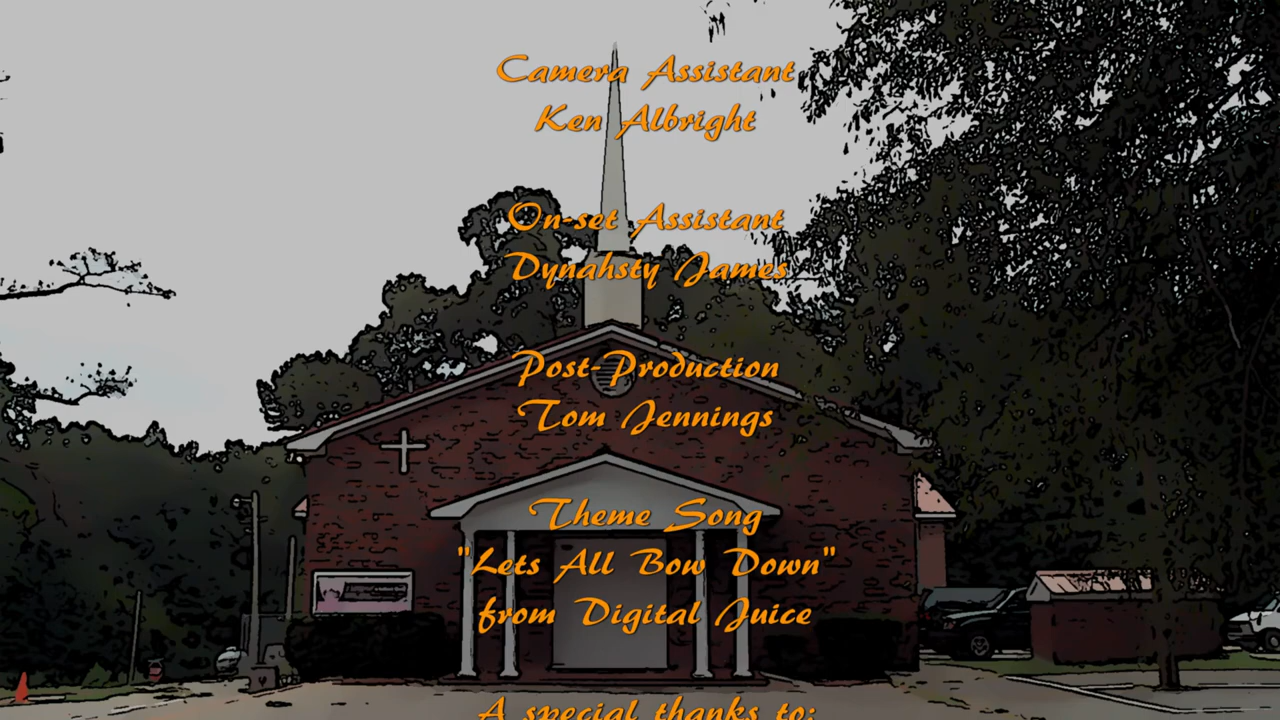 Camera Assistant
Ken Albright
On-set Assistant
Dynahsty James
Post-Production
Tom Jennings
Theme Song
"Lets All Bow Down"
from Digital Juice
A special thanks to: